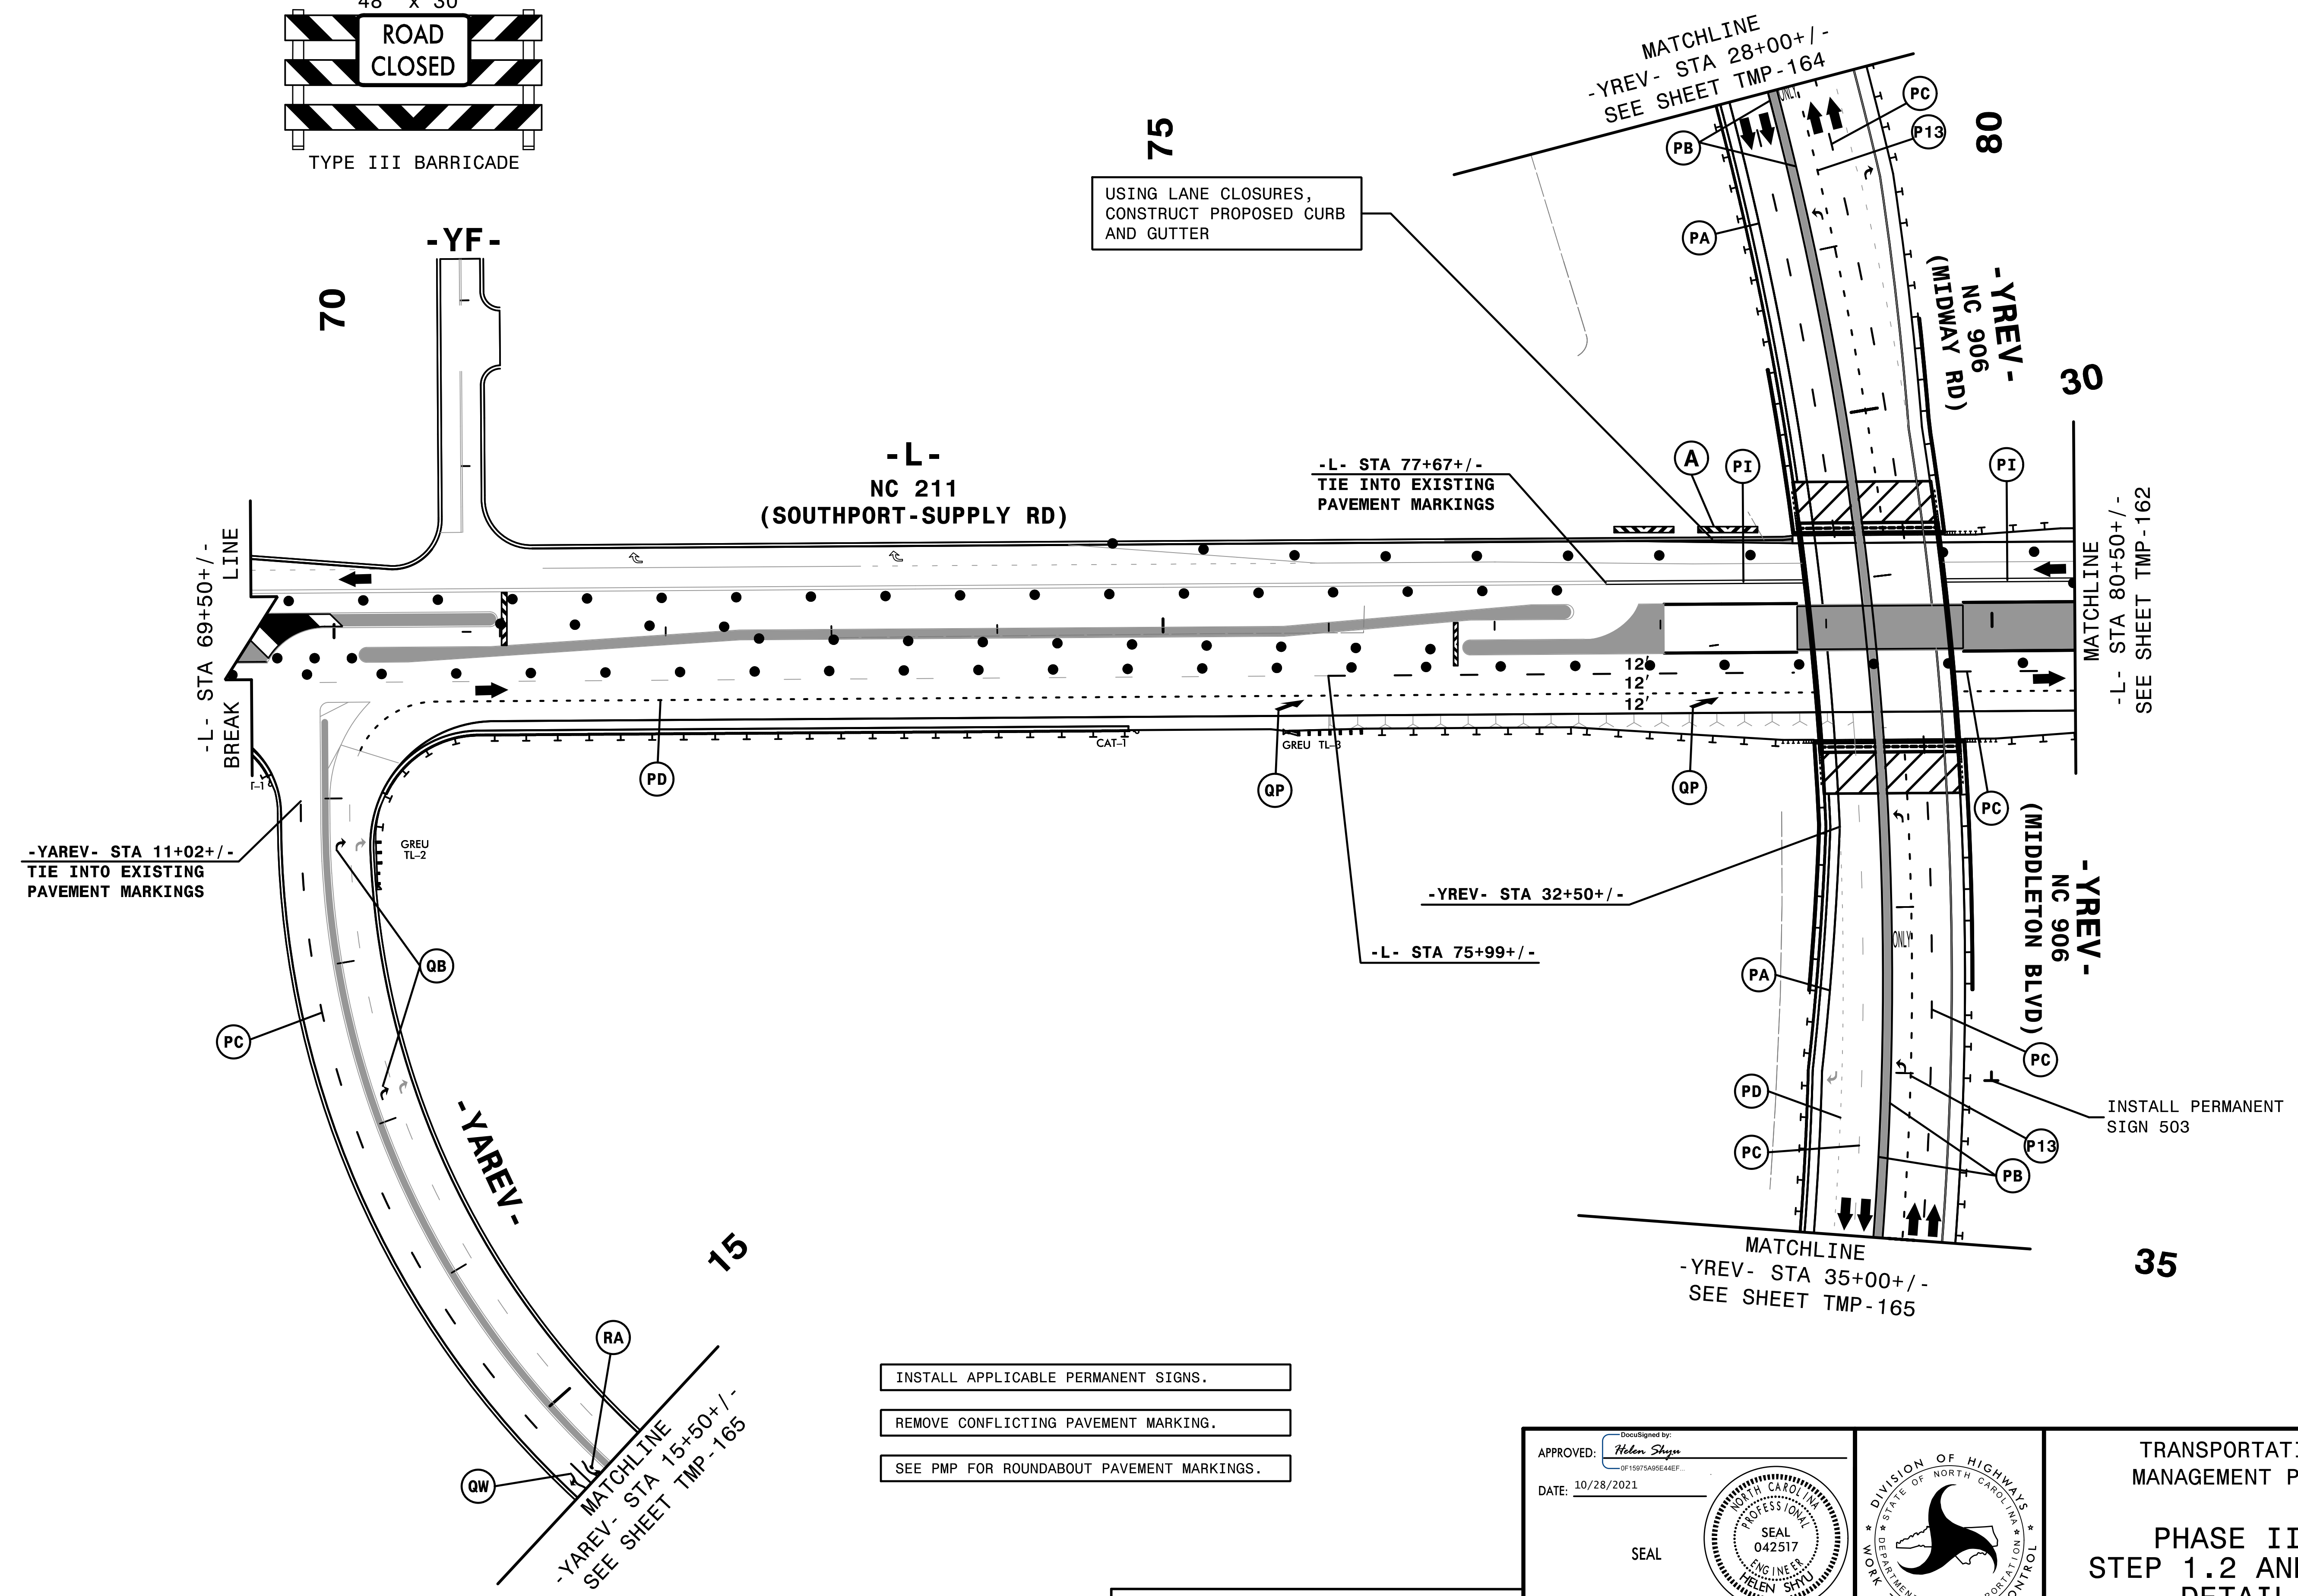 48" X 30"
ROAD
CLOSED
TYPE III BARRICADE
MATCHLINE
-YREV- STA 28+00+/-
SEE SHEET TMP-164
75
80
PC
P13
PB
ONLY
USING LANE CLOSURES,
CONSTRUCT PROPOSED CURB
AND GUTTER
PA
-YF-
70
-YREV-
NC 906
(MIDWAY RD)
30
-L-
NC 211
(SOUTHPORT-SUPPLY RD)
-L- STA 77+67+/-
TIE INTO EXISTING
PAVEMENT MARKINGS
A
PI
PI
-L- STA 69+50+/-
LINE
BREAK
MATCHLINE
-L- STA 80+50+/-
SEE SHEET TMP-162
12'
12'
12'
CAT-1
GREU TL-3
T-1
PD
QP
QP
PC
-YAREV- STA 11+02+/-
TIE INTO EXISTING
PAVEMENT MARKINGS
GREU
TL-2
-YREV- STA 32+50+/-
-L- STA 75+99+/-
-YREV-
NC 906
(MIDDLETON BLVD)
ONLY
QB
PA
PC
PC
PD
INSTALL PERMANENT
SIGN 503
P13
PC
PB
-YAREV-
15
MATCHLINE
-YREV- STA 35+00+/-
SEE SHEET TMP-165
35
RA
QW
MATCHLINE
-YAREV- STA 15+50+/-
SEE SHEET TMP-165
INSTALL APPLICABLE PERMANENT SIGNS.
REMOVE CONFLICTING PAVEMENT MARKING.
SEE PMP FOR ROUNDABOUT PAVEMENT MARKINGS.
DocuSigned by:
APPROVED: Helen Shyu
0F15975A95E44EF...
DATE: 10/28/2021
SEAL
NORTH CAROLINA
PROFESSIONAL
SEAL
042517
ENGINEER
HELEN SHYU
DIVISION OF HIGHWAYS
STATE OF NORTH CAROLINA
WORK
TRANSPORTATI
MANAGEMENT P
PHASE II
STEP 1.2 AN
DETAIL